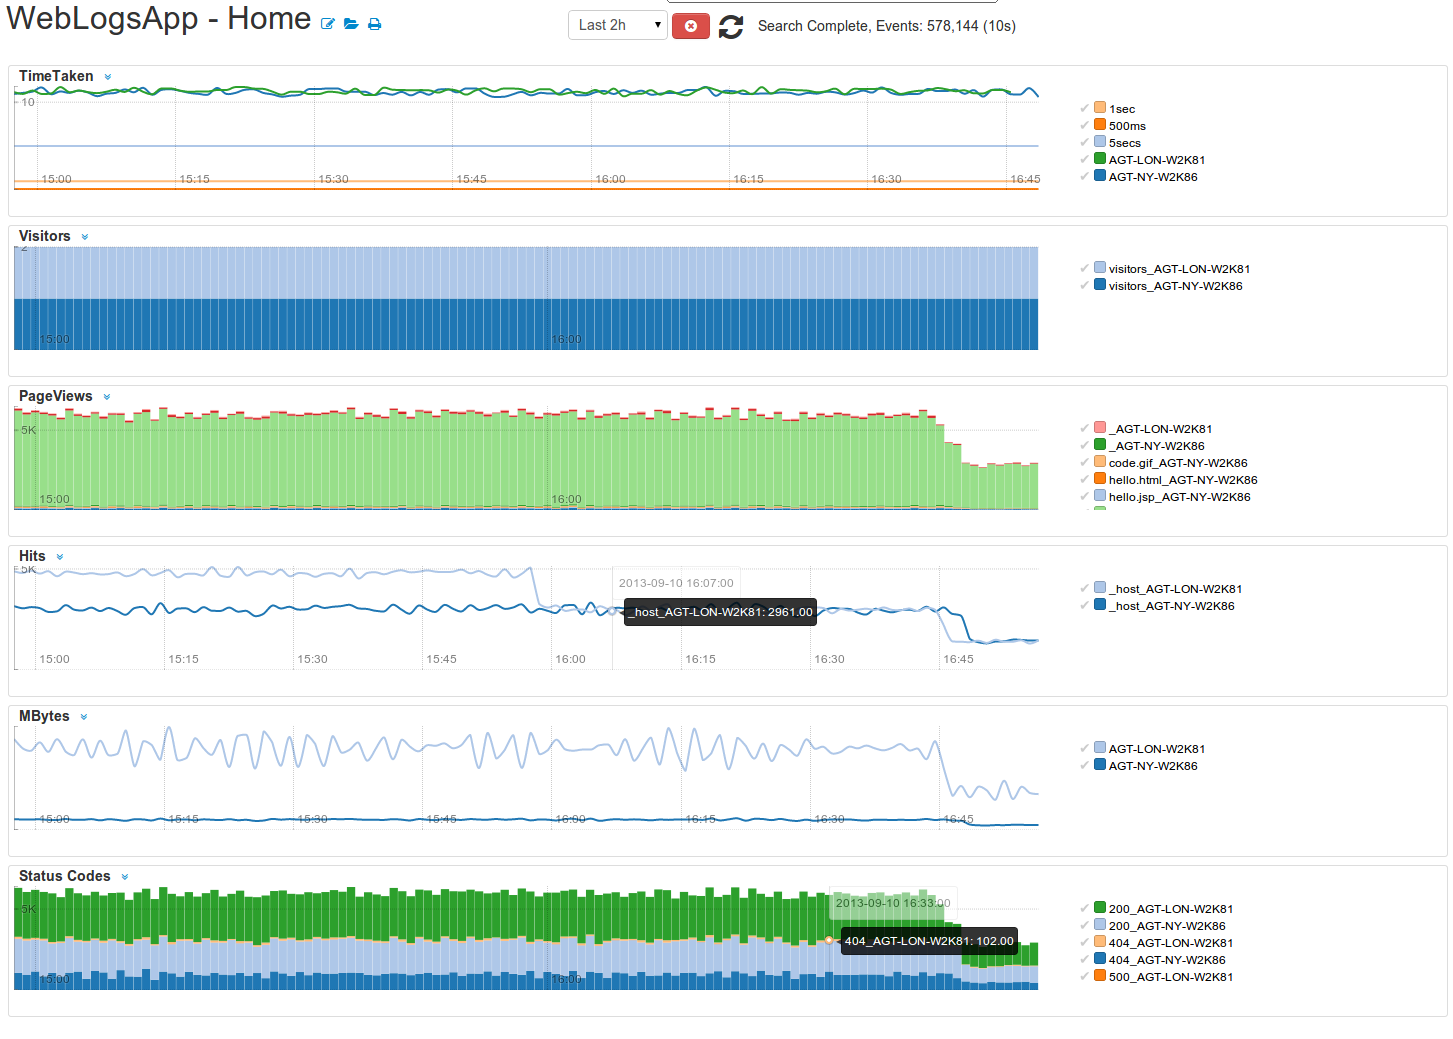 WebLogsApp - Home
Last 2h
Search Complete, Events: 578,144 (10s)
TimeTaken
10
15:00 15:15 15:30 15:45 16:00 16:15 16:30 16:45
1sec
500ms
5secs
AGT-LON-W2K81
AGT-NY-W2K86
Visitors
2
15:00 16:00
visitors_AGT-LON-W2K81
visitors_AGT-NY-W2K86
PageViews
5K
15:00 16:00
_AGT-LON-W2K81
_AGT-NY-W2K86
code.gif_AGT-NY-W2K86
hello.html_AGT-NY-W2K86
hello.jsp_AGT-NY-W2K86
Hits
5K
2013-09-10 16:07:00
_host_AGT-LON-W2K81: 2961.00
15:00 15:15 15:30 15:45 16:00 16:15 16:30 16:45
_host_AGT-LON-W2K81
_host_AGT-NY-W2K86
MBytes
15:00 15:15 15:30 15:45 16:00 16:15 16:30 16:45
AGT-LON-W2K81
AGT-NY-W2K86
Status Codes
5K
2013-09-10 16:33:00
404_AGT-LON-W2K81: 102.00
15:00 16:00
200_AGT-LON-W2K81
200_AGT-NY-W2K86
404_AGT-LON-W2K81
404_AGT-NY-W2K86
500_AGT-LON-W2K81